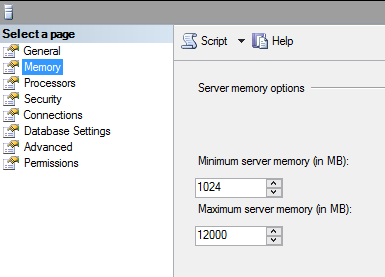 Select a page
General
Memory
Processors
Security
Connections
Database Settings
Advanced
Permissions
Script
Help
Server memory options
Minimum server memory (in MB):
1024
Maximum server memory (in MB):
12000